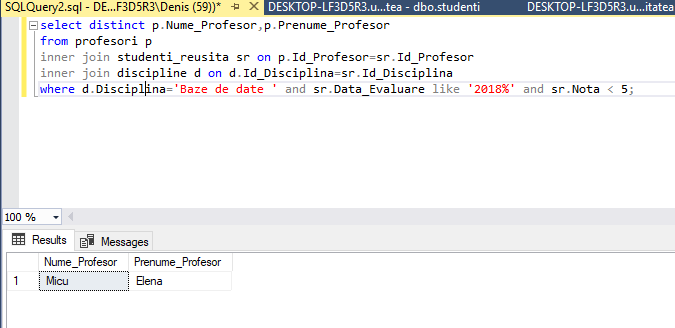 SQLQuery2.sql - DE...F3D5R3\Denis (59))* DESKTOP-LF3D5R3.u...tea - dbo.studenti DESKTOP-LF3D5R3.u...itatea
select distinct p.Nume_Profesor,p.Prenume_Profesor
from profesori p
inner join studenti_reusita sr on p.Id_Profesor=sr.Id_Profesor
inner join discipline d on d.Id_Disciplina=sr.Id_Disciplina
where d.Disciplina='Baze de date ' and sr.Data_Evaluare like '2018%' and sr.Nota < 5;
100 %
Results Messages
Nume_Profesor Prenume_Profesor
1 Micu Elena